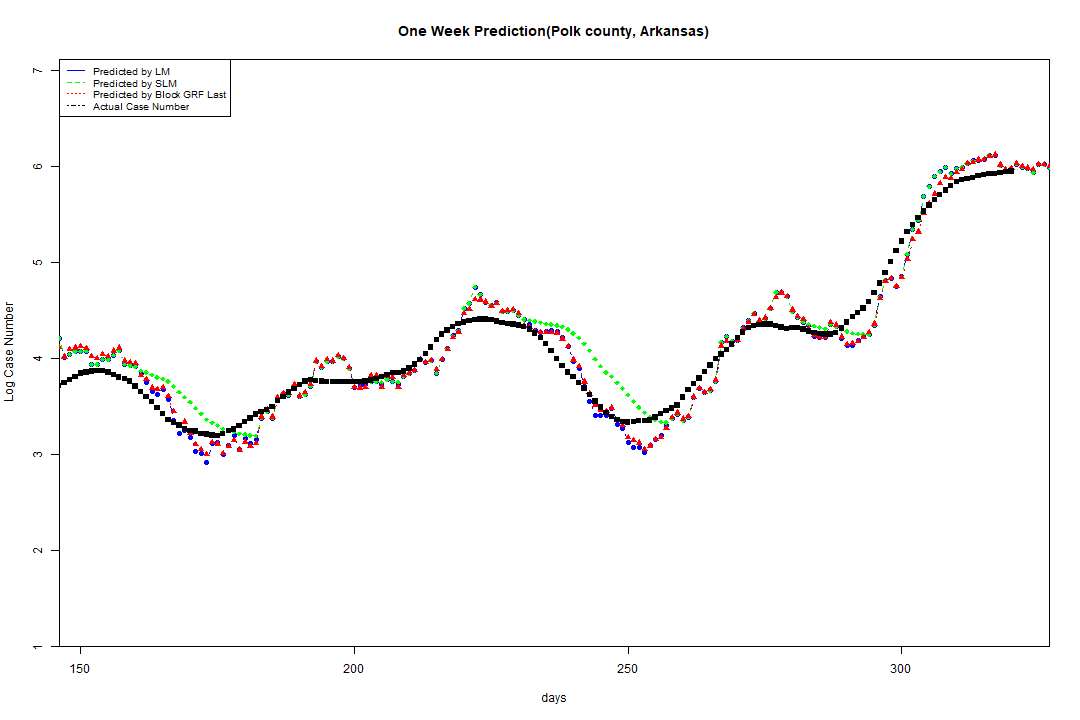 One Week Prediction(Polk county, Arkansas)
Predicted by LM
Predicted by SLM
Predicted by Block GRF Last
Actual Case Number
7
6
5
4
3
2
1
Log Case Number
150 200 250 300
days